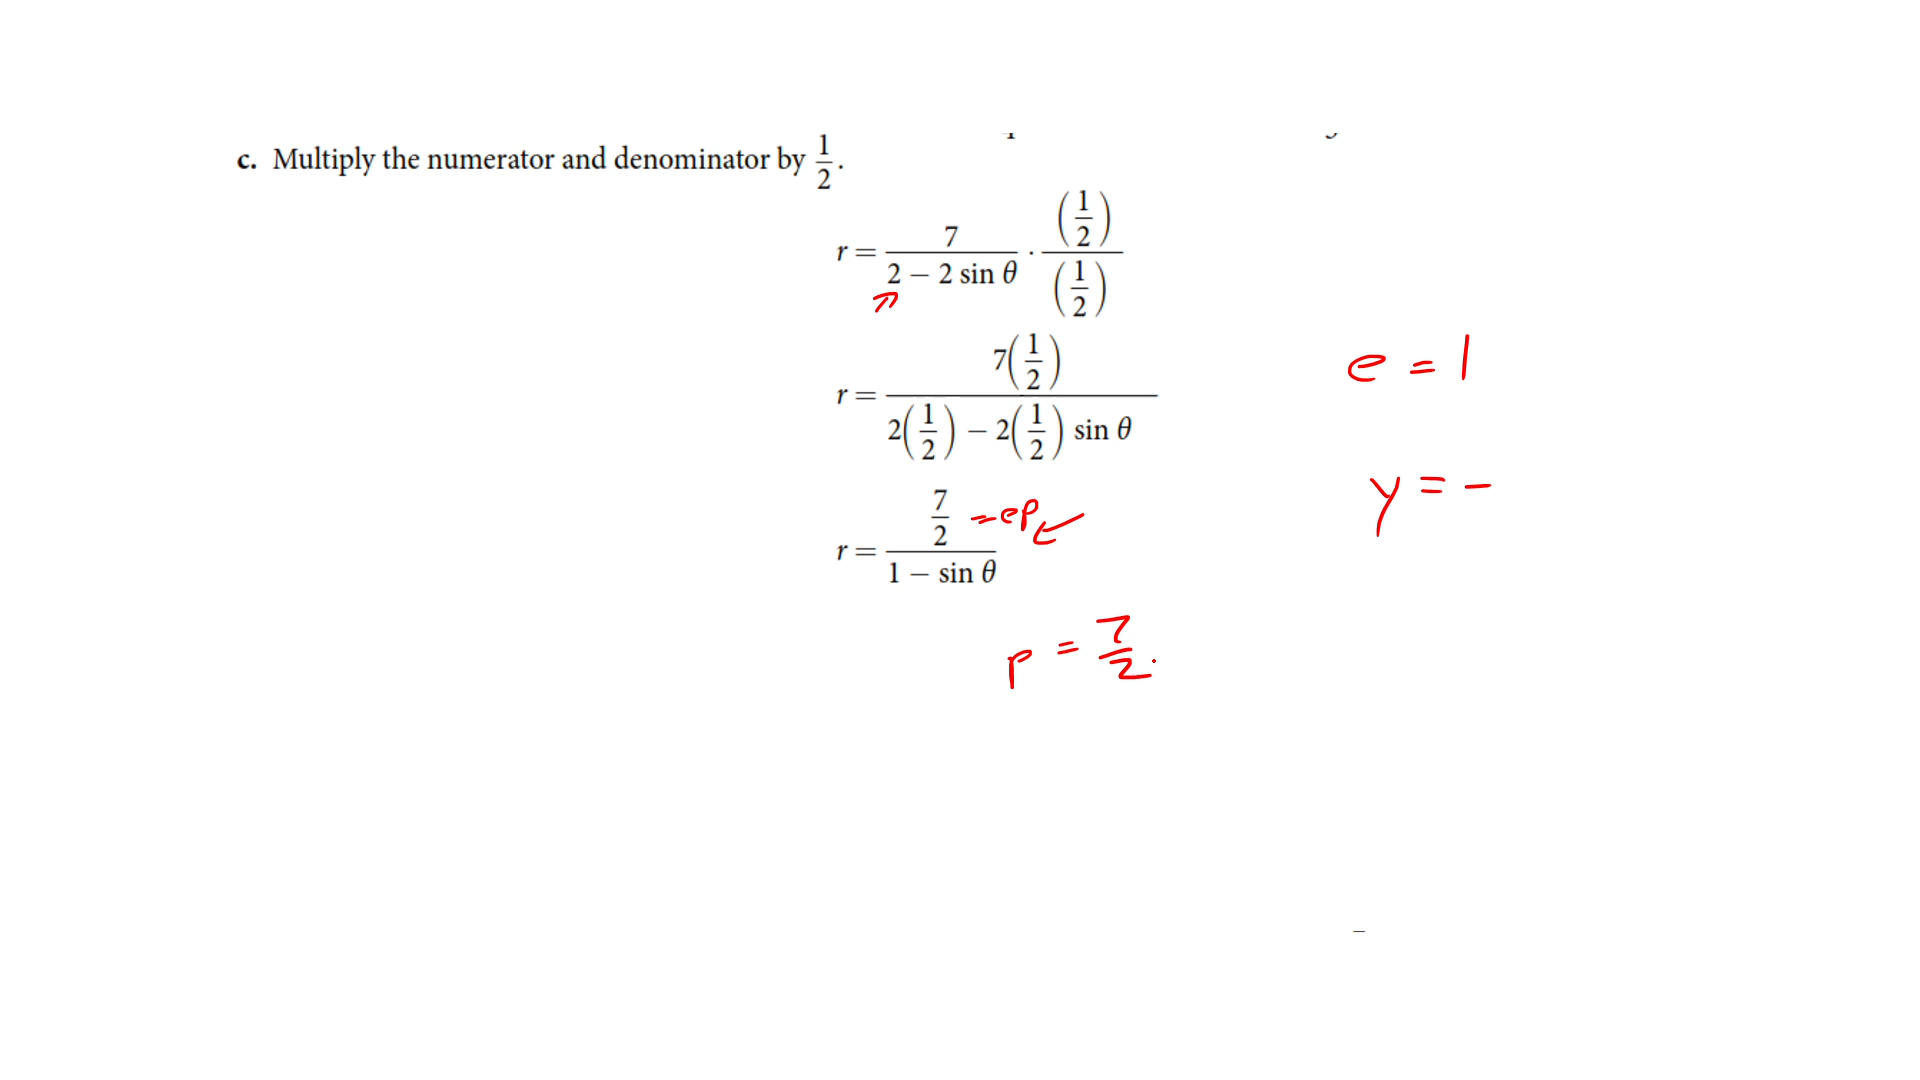 c. Multiply the numerator and denominator by 1/2.
r = 7/(2 − 2 sin θ) · (1/2)/(1/2)
r = 7(1/2)/(2(1/2) − 2(1/2) sin θ)
e = 1
y = -
r = (7/2)/(1 − sin θ)
= ep
p = 7/2.